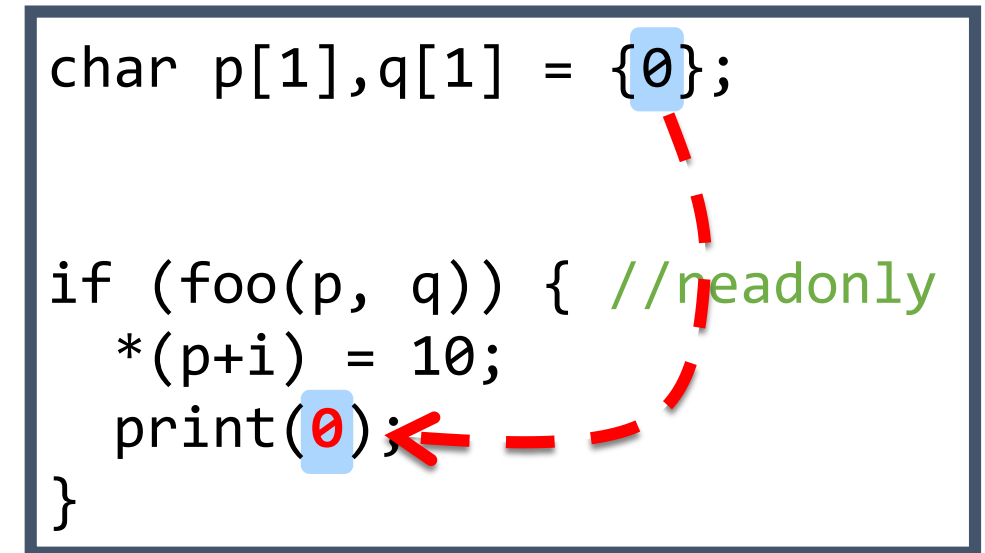 char p[1],q[1] = {0};
if (foo(p, q)) { //readonly
  *(p+i) = 10;
  print(0);
}